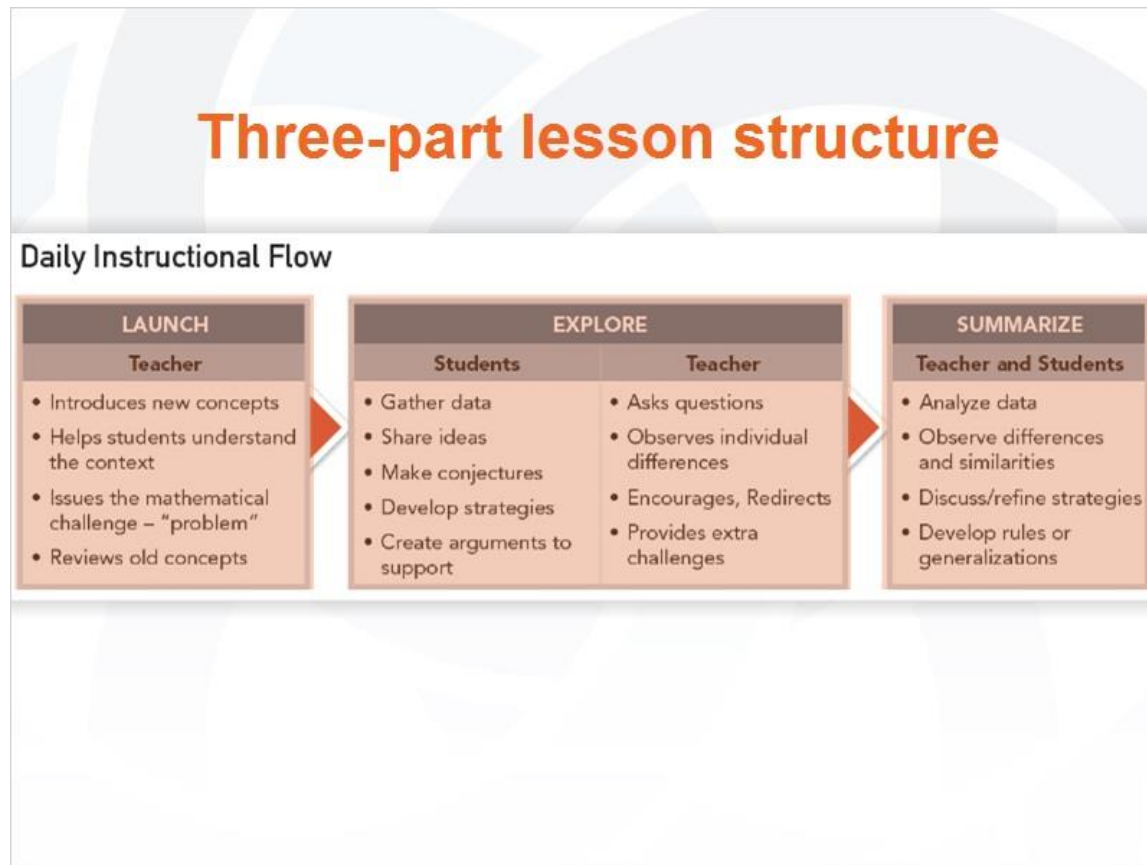 Three-part lesson structure
Daily Instructional Flow
LAUNCH
Teacher
• Introduces new concepts
• Helps students understand
the context
• Issues the mathematical
challenge – “problem”
• Reviews old concepts
EXPLORE
Students
• Gather data
• Share ideas
• Make conjectures
• Develop strategies
• Create arguments to
support
Teacher
• Asks questions
• Observes individual
differences
• Encourages, Redirects
• Provides extra
challenges
SUMMARIZE
Teacher and Students
• Analyze data
• Observe differences
and similarities
• Discuss/refine strategies
• Develop rules or
generalizations